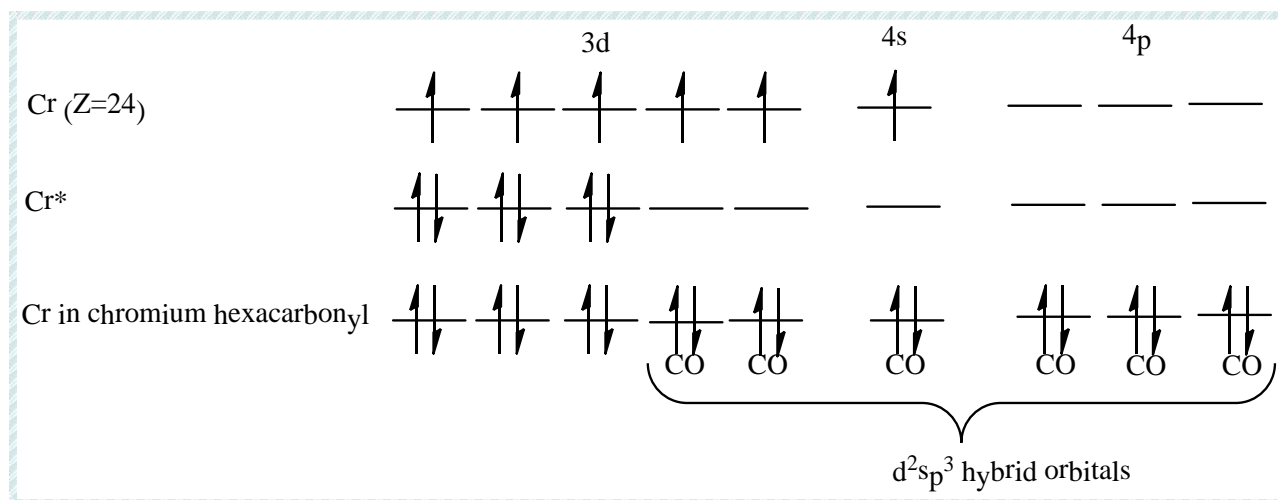 3d 4s 4p
Cr (Z=24)
Cr*
Cr in chromium hexacarbonyl
CO CO CO CO CO CO
d²sp³ hybrid orbitals